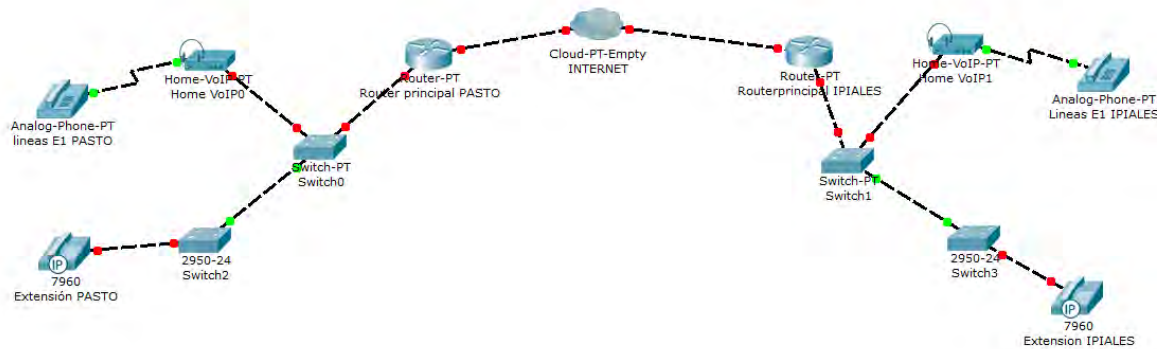 Cloud-PT-Empty
INTERNET
Home-VoIP-PT
Home VoIP0
Router-PT
Router principal PASTO
Router-PT
Routerprincipal IPIALES
Home-VoIP-PT
Home VoIP1
Analog-Phone-PT
lineas E1 PASTO
Analog-Phone-PT
Lineas E1 IPIALES
Switch-PT
Switch0
Switch-PT
Switch1
2950-24
Switch2
2950-24
Switch3
IP
7960
Extensión PASTO
IP
7960
Extension IPIALES